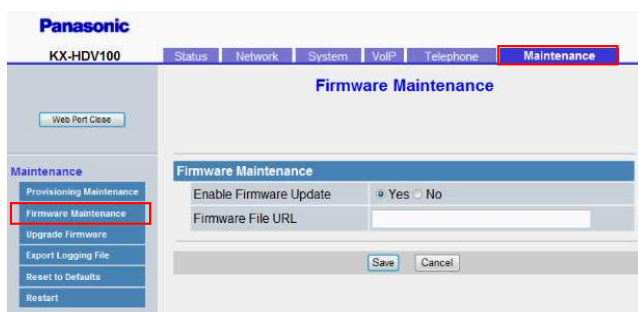 Panasonic
KX-HDV100
Status Network System VoIP Telephone Maintenance
Firmware Maintenance
Web Port Close
Maintenance
Provisioning Maintenance
Firmware Maintenance
Upgrade Firmware
Export Logging File
Reset to Defaults
Restart
Firmware Maintenance
Enable Firmware Update Yes No
Firmware File URL
Save Cancel